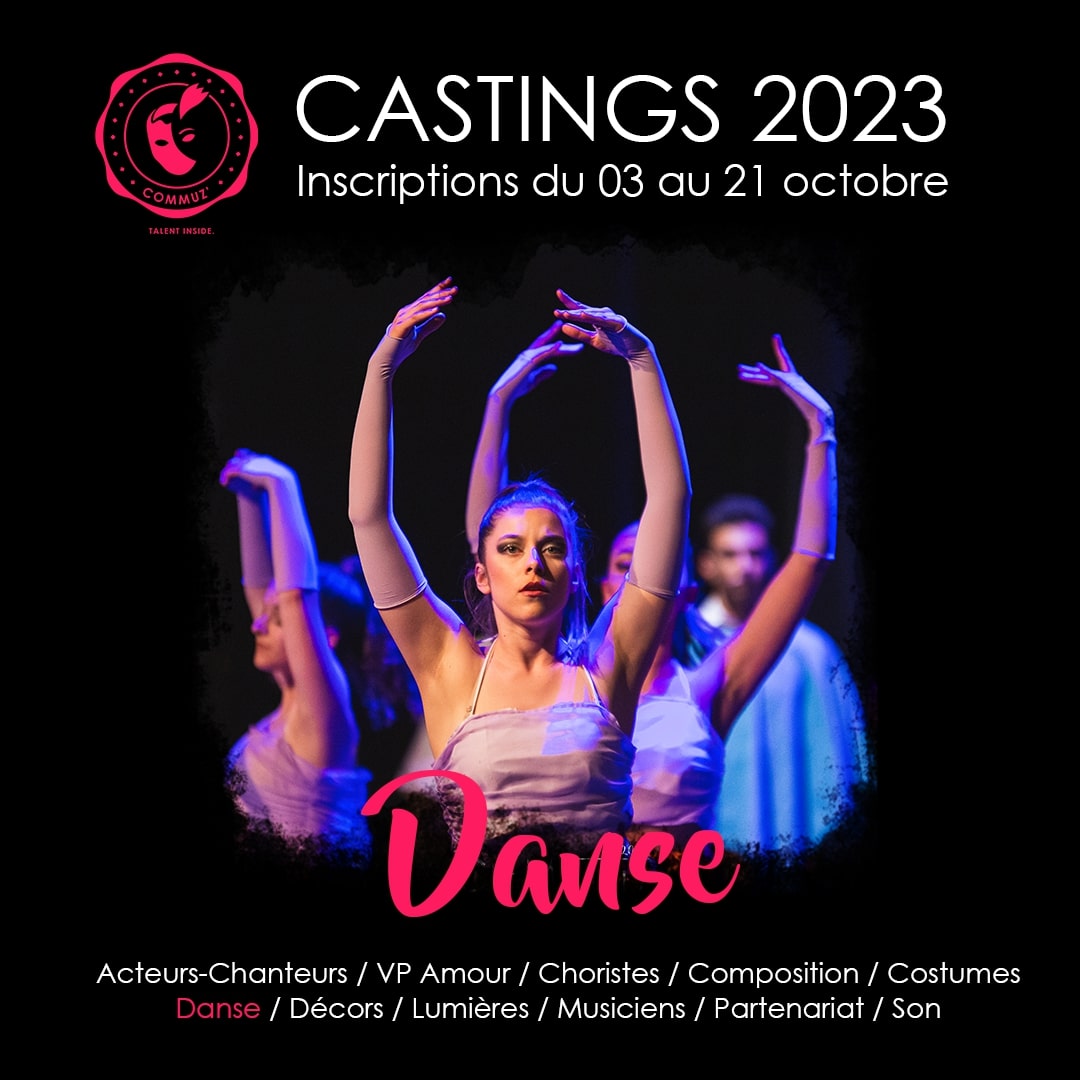 CASTINGS 2023
Inscriptions du 03 au 21 octobre
COMMUZ'
TALENT INSIDE.
Danse
Acteurs-Chanteurs / VP Amour / Choristes / Composition / Costumes
Danse / Décors / Lumières / Musiciens / Partenariat / Son